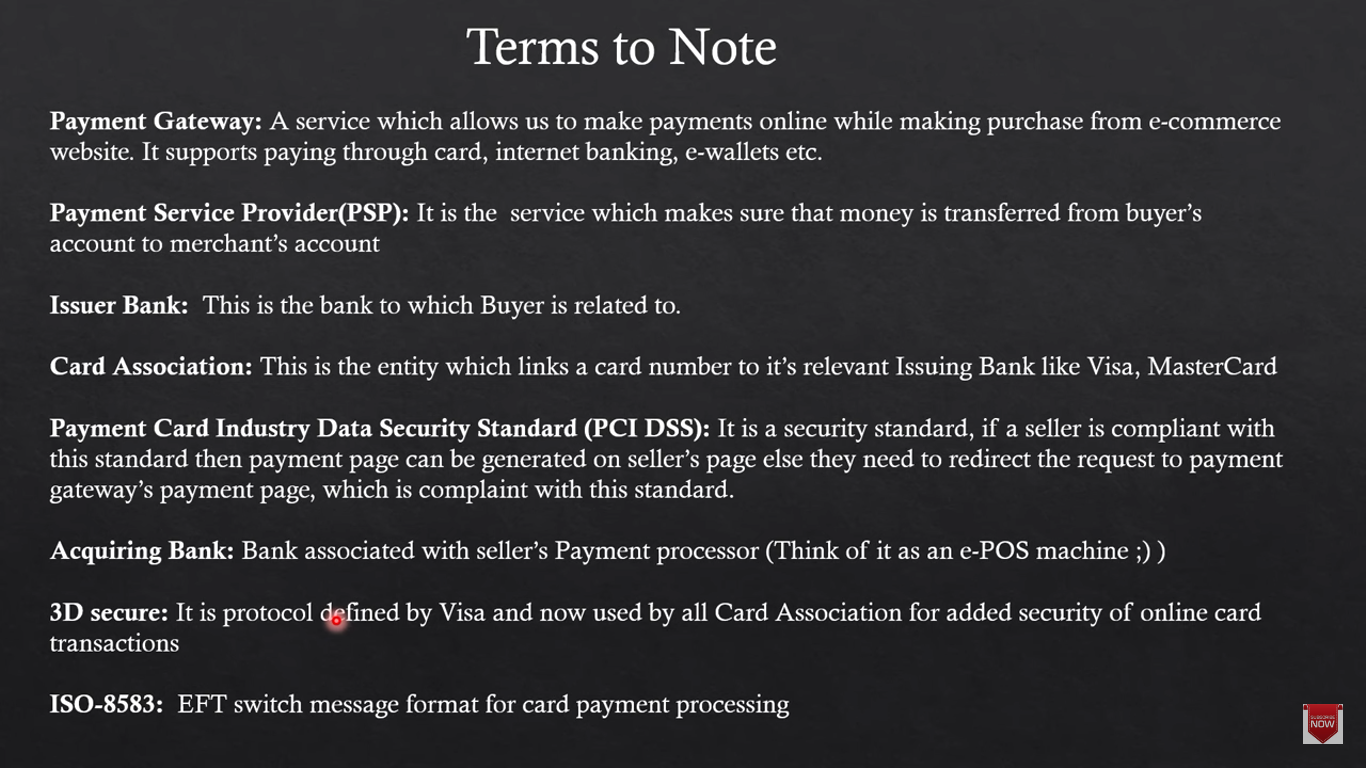 Terms to Note
Payment Gateway: A service which allows us to make payments online while making purchase from e-commerce
website. It supports paying through card, internet banking, e-wallets etc.
Payment Service Provider(PSP): It is the  service which makes sure that money is transferred from buyer’s
account to merchant’s account
Issuer Bank:  This is the bank to which Buyer is related to.
Card Association: This is the entity which links a card number to it’s relevant Issuing Bank like Visa, MasterCard
Payment Card Industry Data Security Standard (PCI DSS): It is a security standard, if a seller is compliant with
this standard then payment page can be generated on seller’s page else they need to redirect the request to payment
gateway’s payment page, which is complaint with this standard.
Acquiring Bank: Bank associated with seller’s Payment processor (Think of it as an e-POS machine ;) )
3D secure: It is protocol defined by Visa and now used by all Card Association for added security of online card
transactions
ISO-8583:  EFT switch message format for card payment processing
SUBSCRIBE
NOW